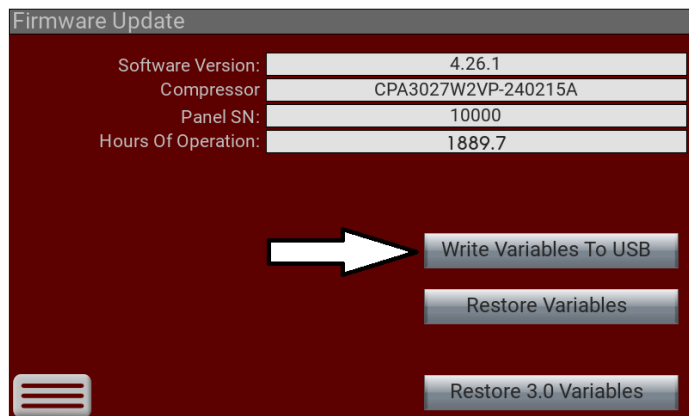 Firmware Update
Software Version: 4.26.1
Compressor CPA3027W2VP-240215A
Panel SN: 10000
Hours Of Operation: 1889.7
Write Variables To USB
Restore Variables
Restore 3.0 Variables